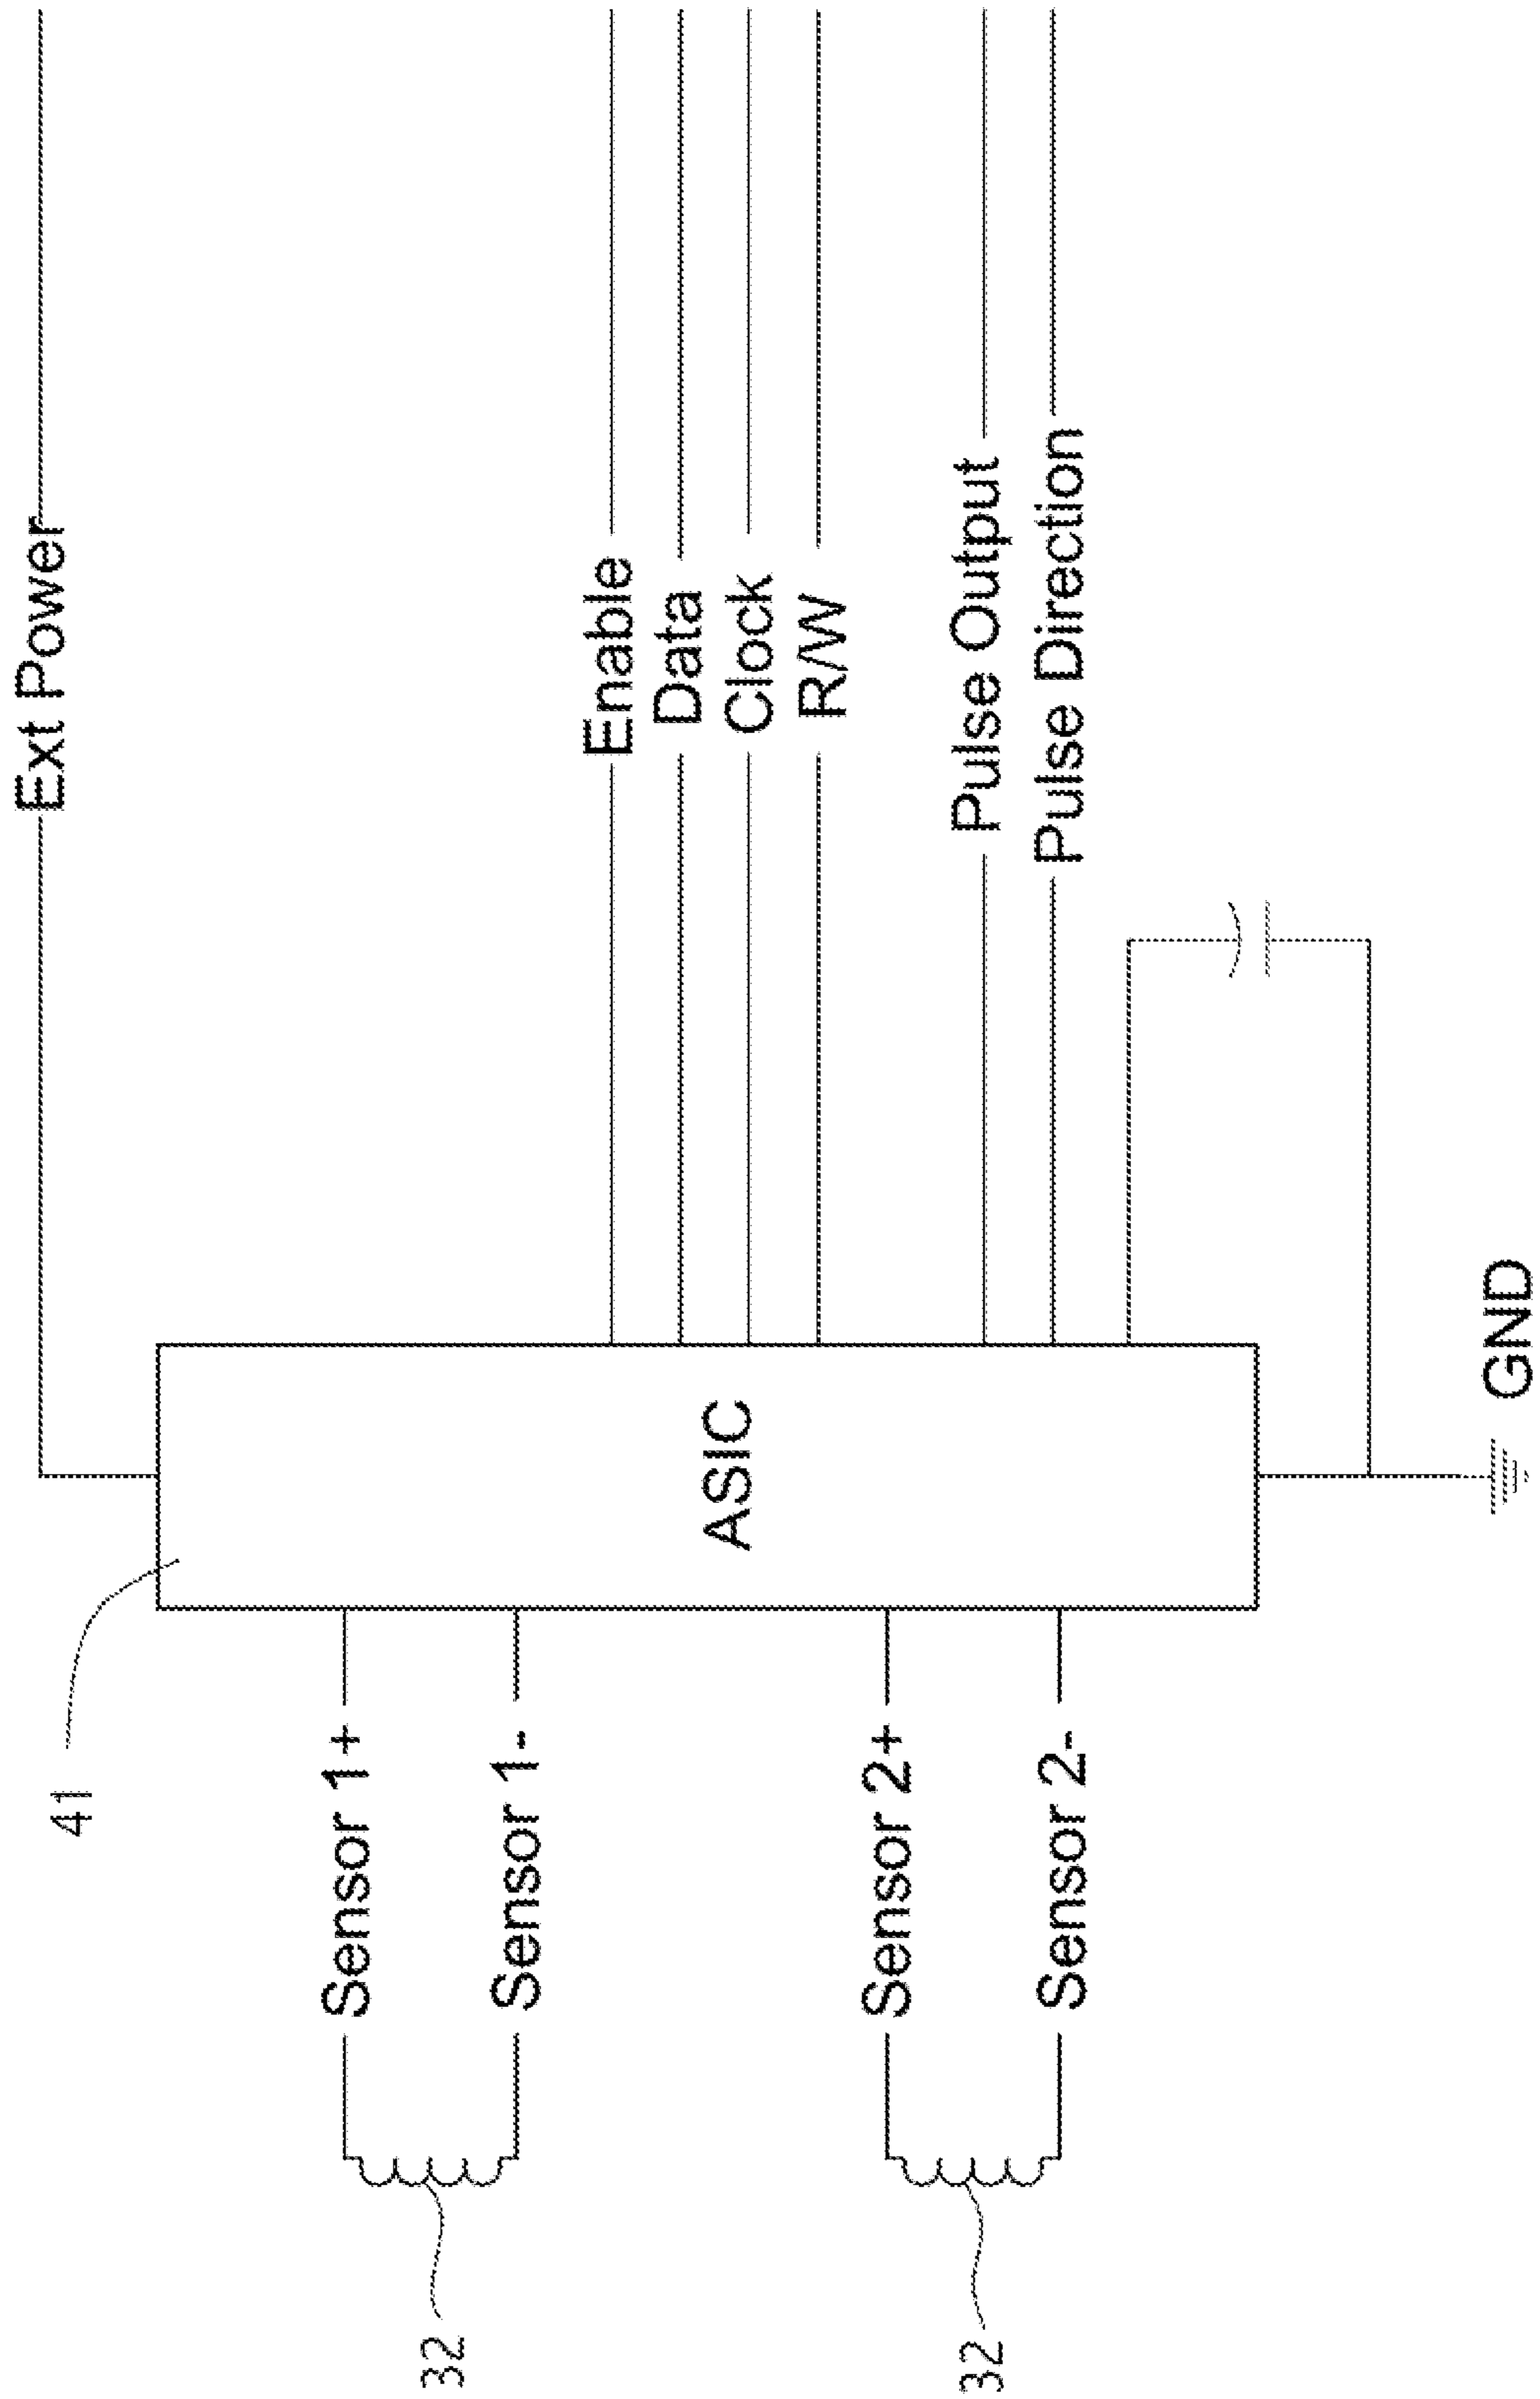 Ext Power
41
Sensor 1+
Sensor 1-
Sensor 2+
Sensor 2-
32
32
ASIC
Enable
Data
Clock
R/W
Pulse Output
Pulse Direction
GND